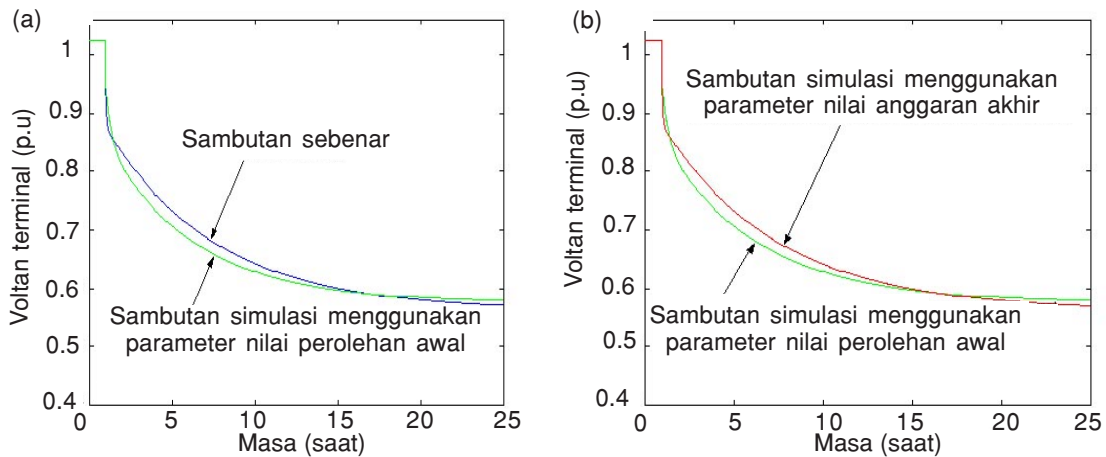 (a)
Voltan terminal (p.u)
1
0.9
0.8
0.7
0.6
0.5
0.4
Sambutan sebenar
Sambutan simulasi menggunakan
parameter nilai perolehan awal
0
5
10
15
20
25
Masa (saat)
(b)
Voltan terminal (p.u)
1
0.9
0.8
0.7
0.6
0.5
0.4
Sambutan simulasi menggunakan
parameter nilai anggaran akhir
Sambutan simulasi menggunakan
parameter nilai perolehan awal
0
5
10
15
20
25
Masa (saat)